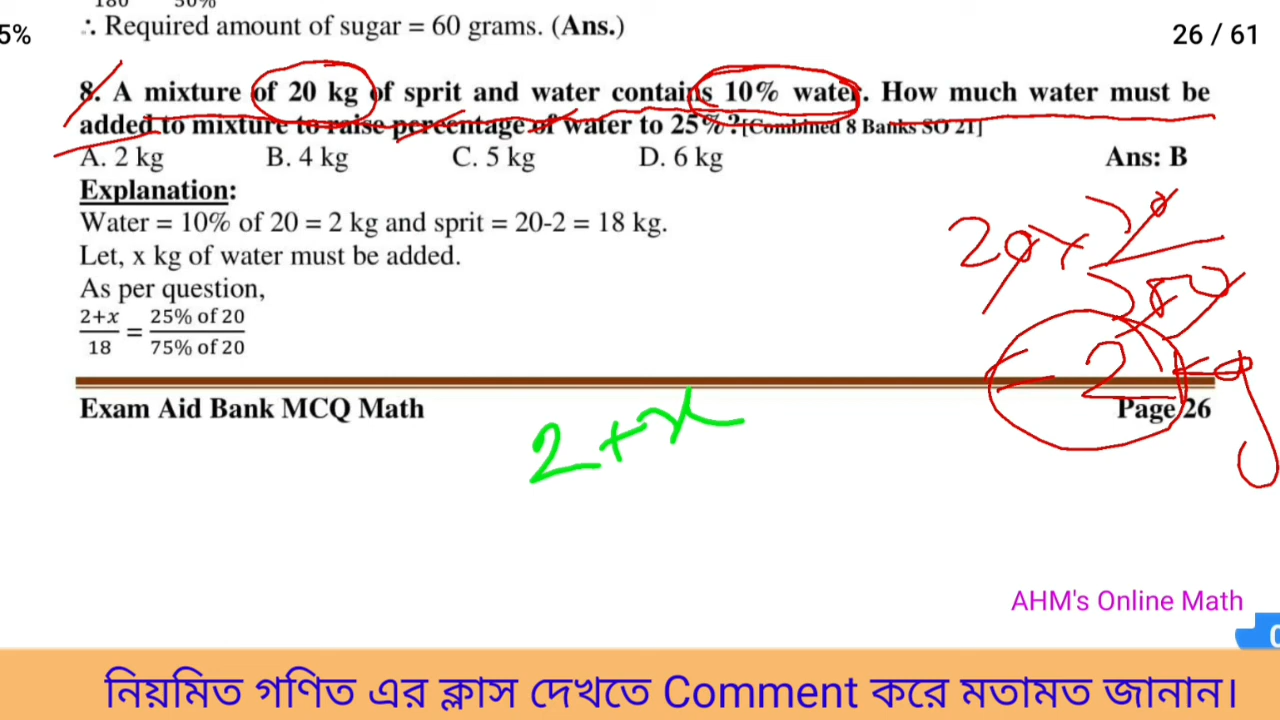 5%
∴ Required amount of sugar = 60 grams. (Ans.)
26 / 61
8. A mixture of 20 kg of sprit and water contains 10% water. How much water must be
added to mixture to raise percentage of water to 25%?[Combined 8 Banks SO 21]
A. 2 kg B. 4 kg C. 5 kg D. 6 kg Ans: B
Explanation:
Water = 10% of 20 = 2 kg and sprit = 20-2 = 18 kg.
Let, x kg of water must be added.
As per question,
2+x / 18 = 25% of 20 / 75% of 20
= 2 kg
Exam Aid Bank MCQ Math Page 26
2+x
AHM's Online Math
নিয়মিত গণিত এর ক্লাস দেখতে Comment করে মতামত জানান।